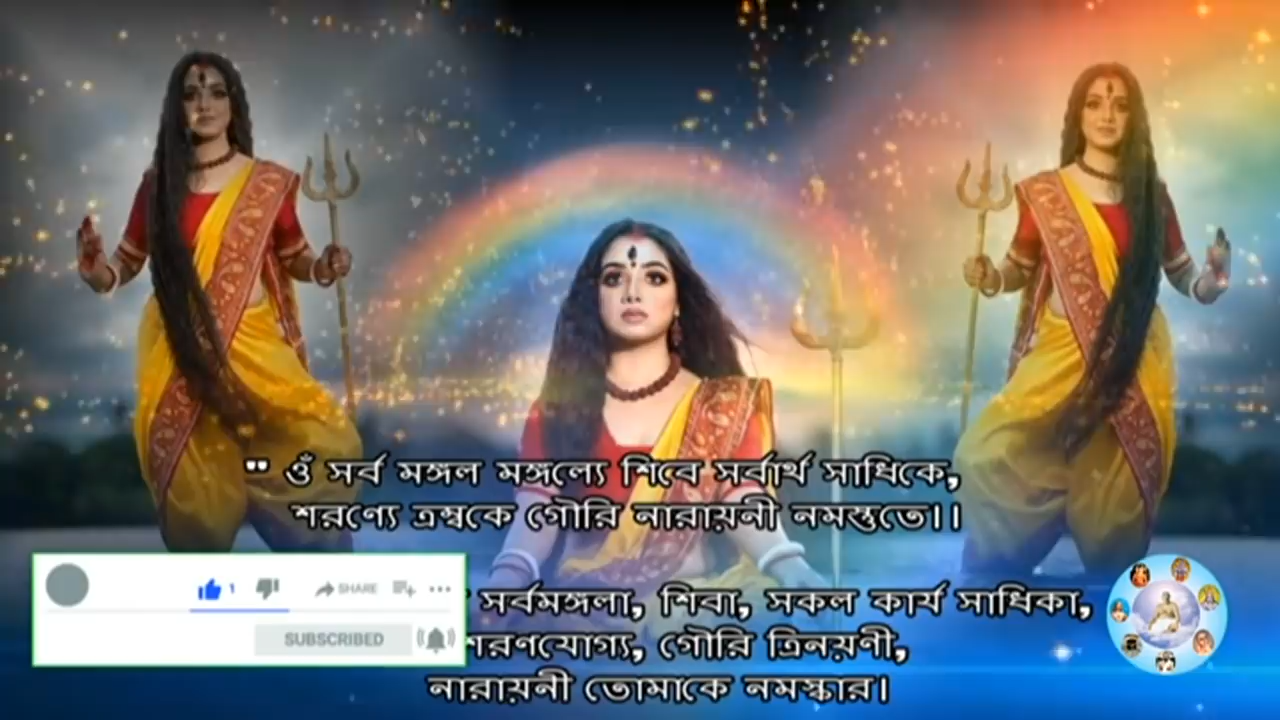 " ওঁ সর্ব মঙ্গল মঙ্গল্যে শিবে সর্বার্থ সাধিকে,
শরণ্যে ত্রম্বকে গৌরি নারায়নী নমস্তুতে।।
সর্বমঙ্গলা, শিবা, সকল কার্য সাধিকা,
শরণযোগ্য, গৌরি ত্রিনয়ণী,
নারায়নী তোমাকে নমস্কার।
1 SHARE
SUBSCRIBED